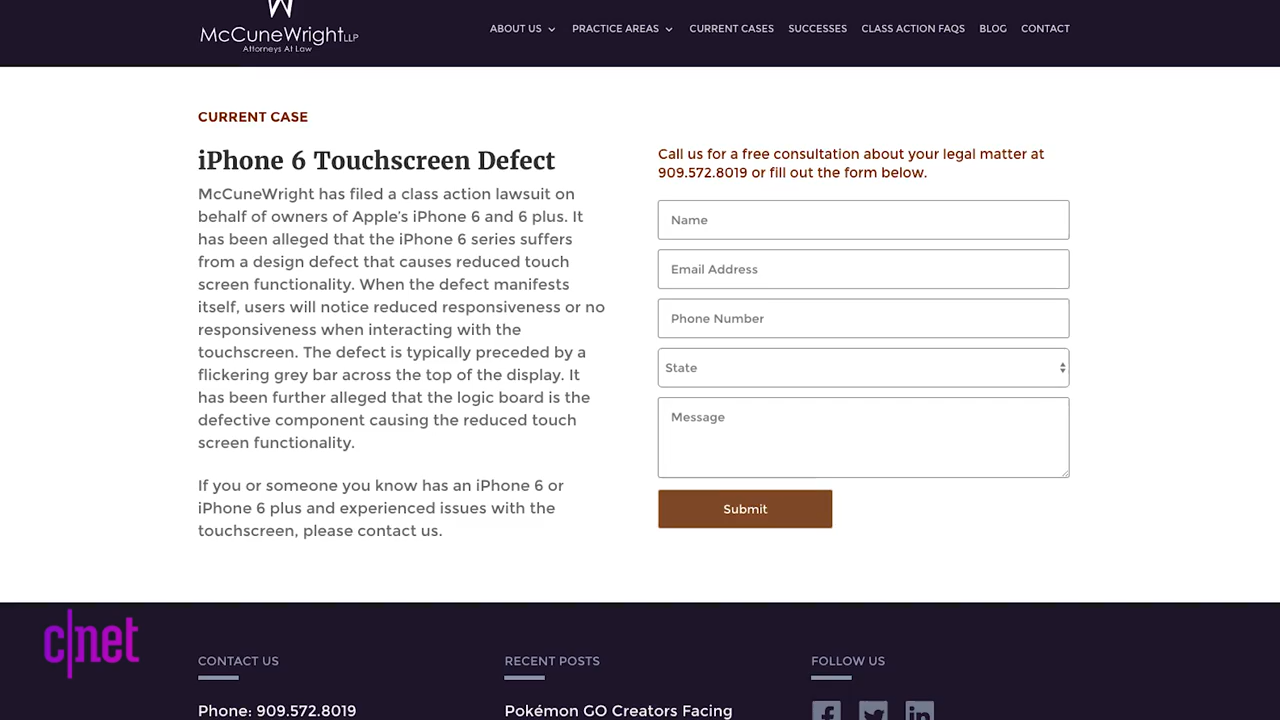 McCuneWright LLP
Attorneys At Law
ABOUT US
PRACTICE AREAS
CURRENT CASES
SUCCESSES
CLASS ACTION FAQS
BLOG
CONTACT
CURRENT CASE
iPhone 6 Touchscreen Defect
McCuneWright has filed a class action lawsuit on
behalf of owners of Apple's iPhone 6 and 6 plus. It
has been alleged that the iPhone 6 series suffers
from a design defect that causes reduced touch
screen functionality. When the defect manifests
itself, users will notice reduced responsiveness or no
responsiveness when interacting with the
touchscreen. The defect is typically preceded by a
flickering grey bar across the top of the display. It
has been further alleged that the logic board is the
defective component causing the reduced touch
screen functionality.
If you or someone you know has an iPhone 6 or
iPhone 6 plus and experienced issues with the
touchscreen, please contact us.
Call us for a free consultation about your legal matter at
909.572.8019 or fill out the form below.
Name
Email Address
Phone Number
State
Message
Submit
c|net
CONTACT US
Phone: 909.572.8019
RECENT POSTS
Pokémon GO Creators Facing
FOLLOW US